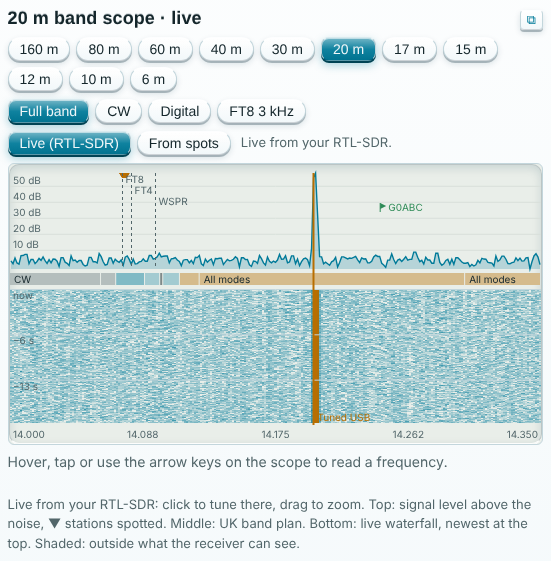 20 m band scope · live
160 m 80 m 60 m 40 m 30 m 20 m 17 m 15 m
12 m 10 m 6 m
Full band CW Digital FT8 3 kHz
Live (RTL-SDR) From spots Live from your RTL-SDR.
50 dB FT8
40 dB FT4
30 dB WSPR G0ABC
20 dB
10 dB
CW All modes All modes
now
−6 s
−13 s
Tuned USB
14.000 14.088 14.175 14.262 14.350
Hover, tap or use the arrow keys on the scope to read a frequency.
Live from your RTL-SDR: click to tune there, drag to zoom. Top: signal level above the
noise, ▼ stations spotted. Middle: UK band plan. Bottom: live waterfall, newest at the
top. Shaded: outside what the receiver can see.